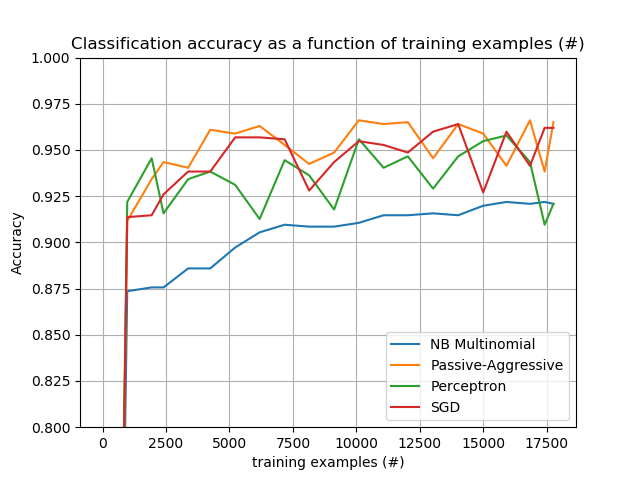 Classification accuracy as a function of training examples (#)
1.000
0.975
0.950
0.925
0.900
0.875
0.850
0.825
0.800
Accuracy
NB Multinomial
Passive-Aggressive
Perceptron
SGD
0 2500 5000 7500 10000 12500 15000 17500
training examples (#)